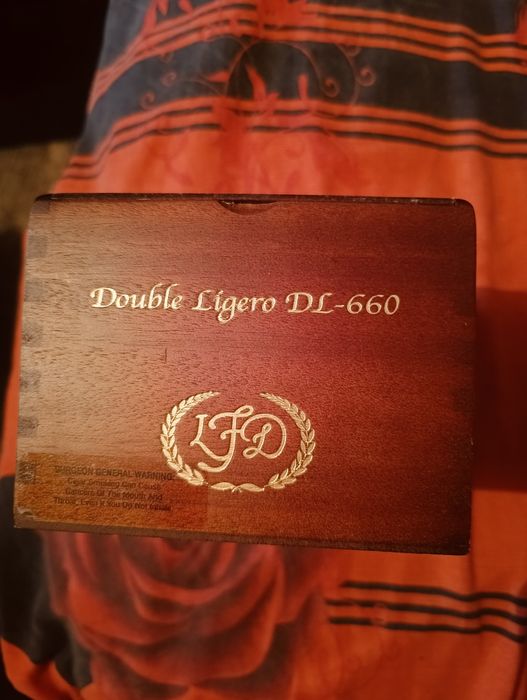 Double Ligero DL-660
LFD
SURGEON GENERAL WARNING:
Cigar Smoking Can Cause
Cancers Of The Mouth And
Throat, Even If You Do Not Inhale